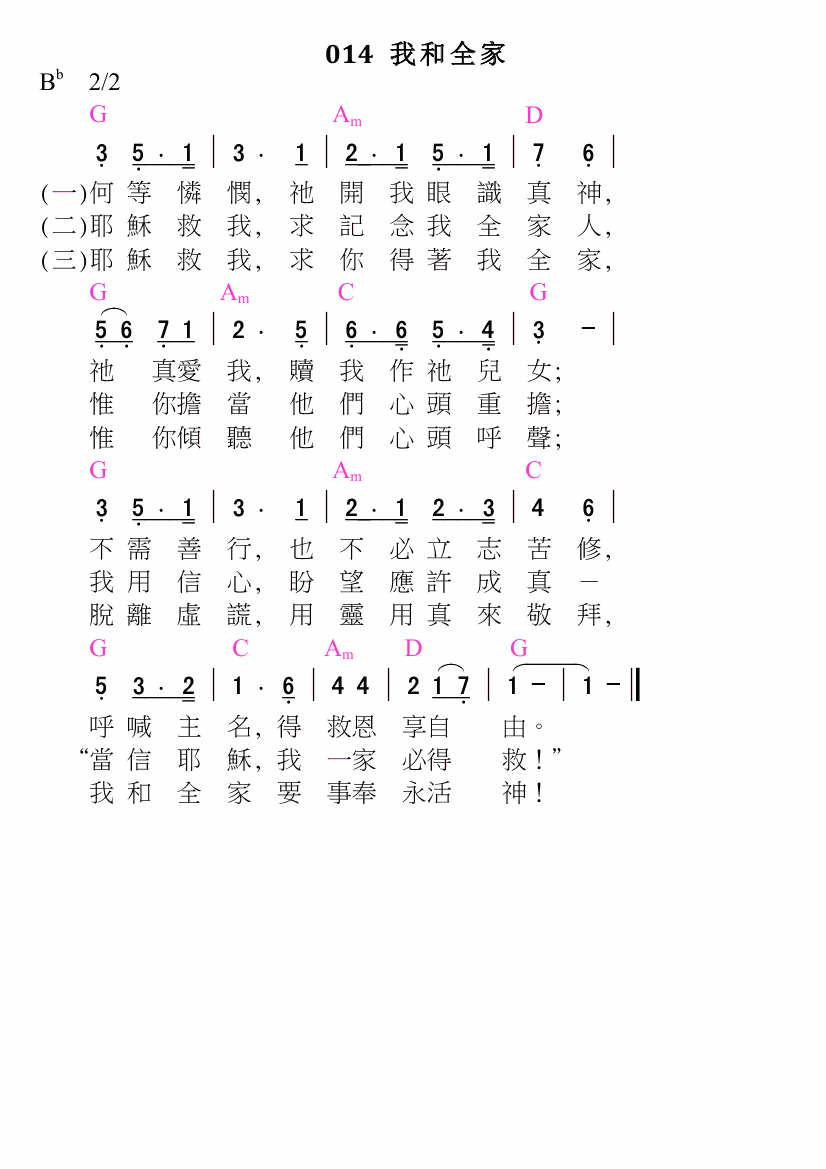 014 我和全家
B♭ 2/2
G Am D
3 5 · 1 | 3 · 1 | 2 · 1 5 · 1 | 7 6 |
(一)何等憐憫, 祂開我眼識真神,
(二)耶穌救我, 求記念我全家人,
(三)耶穌救我, 求你得著我全家,
G Am C G
5 6 7 1 | 2 · 5 | 6 · 6 5 · 4 | 3 – |
祂 真愛我, 贖我作祂兒女;
惟 你擔當 他們心頭重擔;
惟 你傾聽 他們心頭呼聲;
G Am C
3 5 · 1 | 3 · 1 | 2 · 1 2 · 3 | 4 6 |
不需善行, 也不必立志苦修,
我用信心, 盼望應許成真－
脫離虛謊, 用靈用真來敬拜,
G C Am D G
5 3 · 2 | 1 · 6 | 4 4 | 2 1 7 | 1 – | 1 – ‖
呼喊主名, 得救恩享自 由。
“當信耶穌, 我一家必得 救！”
我和全家要事奉永活 神！